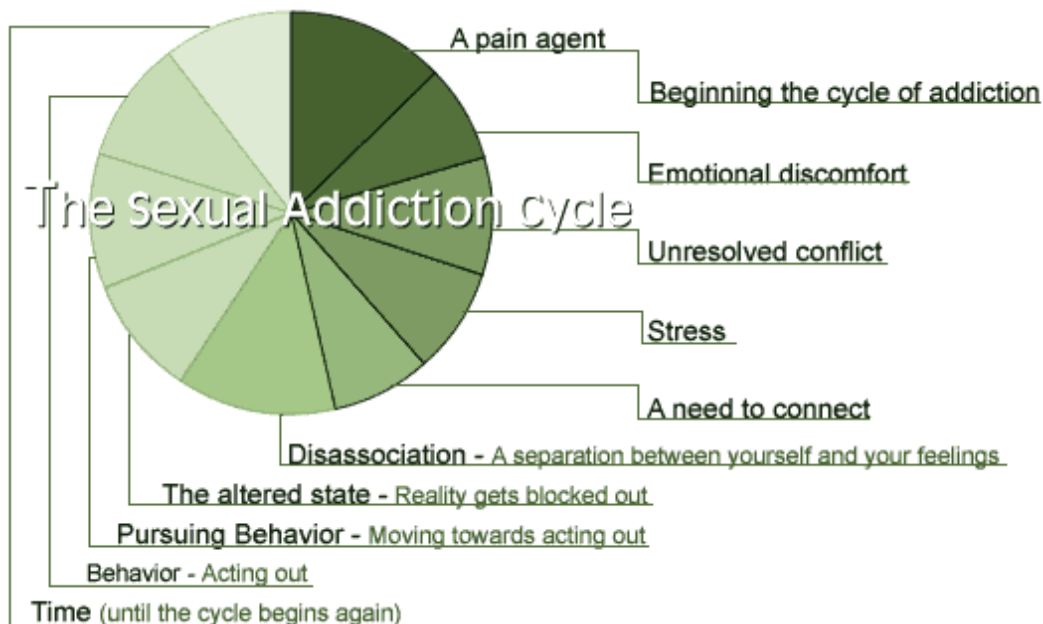 A pain agent
Beginning the cycle of addiction
Emotional discomfort
The Sexual Addiction Cycle
Unresolved conflict
Stress
A need to connect
Disassociation - A separation between yourself and your feelings
The altered state - Reality gets blocked out
Pursuing Behavior - Moving towards acting out
Behavior - Acting out
Time (until the cycle begins again)